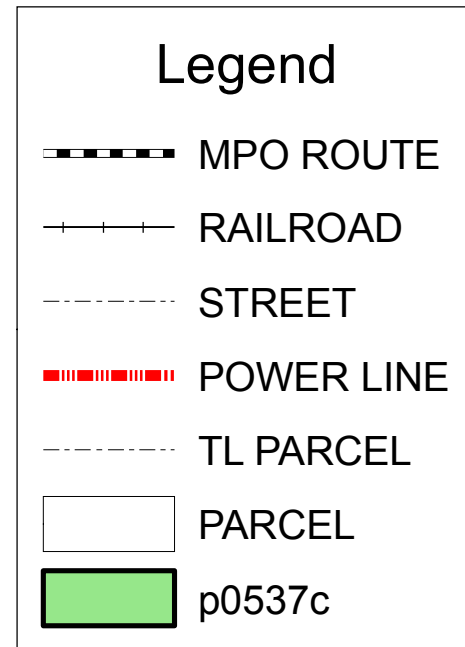 Legend
MPO ROUTE
RAILROAD
STREET
POWER LINE
TL PARCEL
PARCEL
p0537c